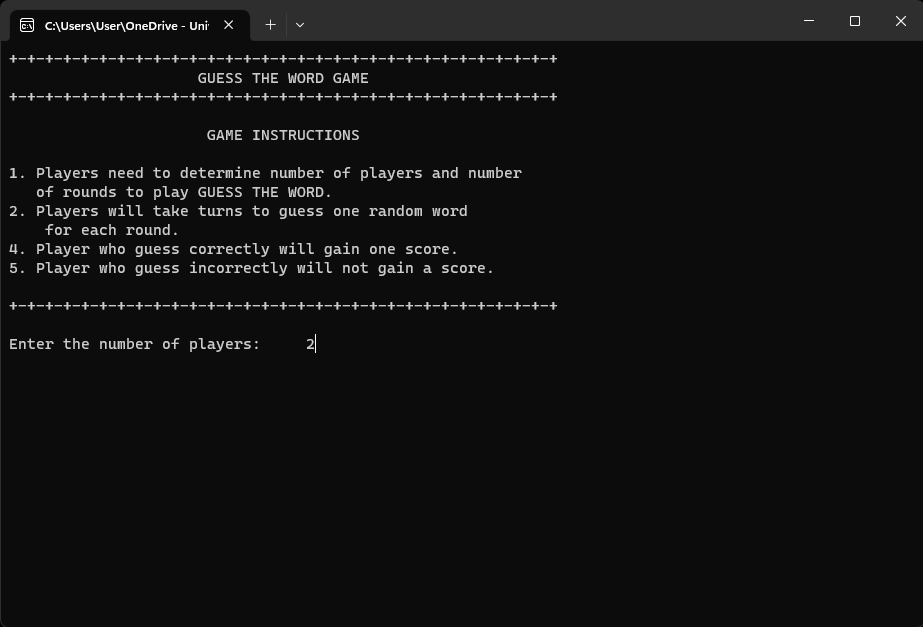 C:\Users\User\OneDrive - Uni
+-+-+-+-+-+-+-+-+-+-+-+-+-+-+-+-+-+-+-+-+-+-+-+-+-+-+-+-+-+
GUESS THE WORD GAME
+-+-+-+-+-+-+-+-+-+-+-+-+-+-+-+-+-+-+-+-+-+-+-+-+-+-+-+-+-+
GAME INSTRUCTIONS
1. Players need to determine number of players and number
of rounds to play GUESS THE WORD.
2. Players will take turns to guess one random word
for each round.
4. Player who guess correctly will gain one score.
5. Player who guess incorrectly will not gain a score.
+-+-+-+-+-+-+-+-+-+-+-+-+-+-+-+-+-+-+-+-+-+-+-+-+-+-+-+-+-+
Enter the number of players:     2